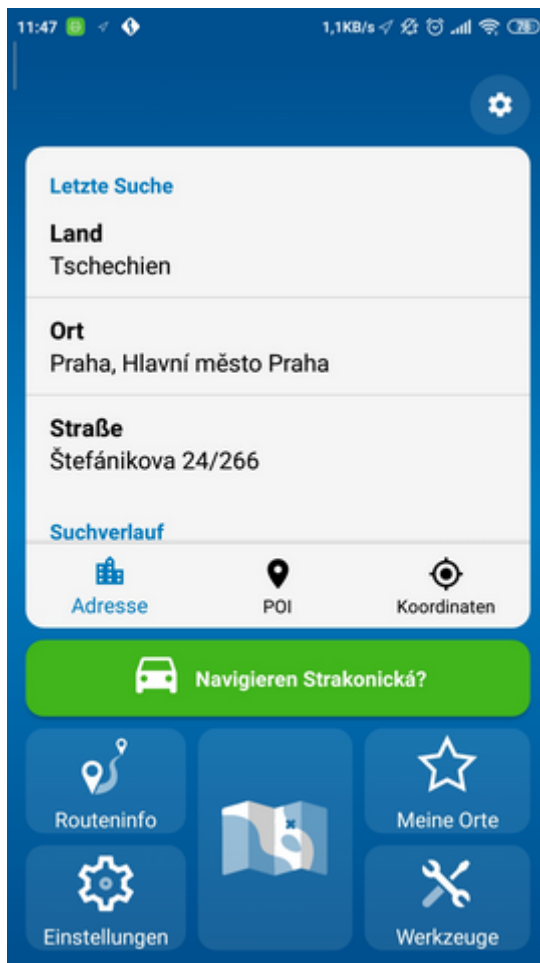 11:47
1,1KB/s
78
Letzte Suche
Land
Tschechien
Ort
Praha, Hlavní město Praha
Straße
Štefánikova 24/266
Suchverlauf
Adresse
POI
Koordinaten
Navigieren Strakonická?
Routeninfo
Meine Orte
Einstellungen
Werkzeuge